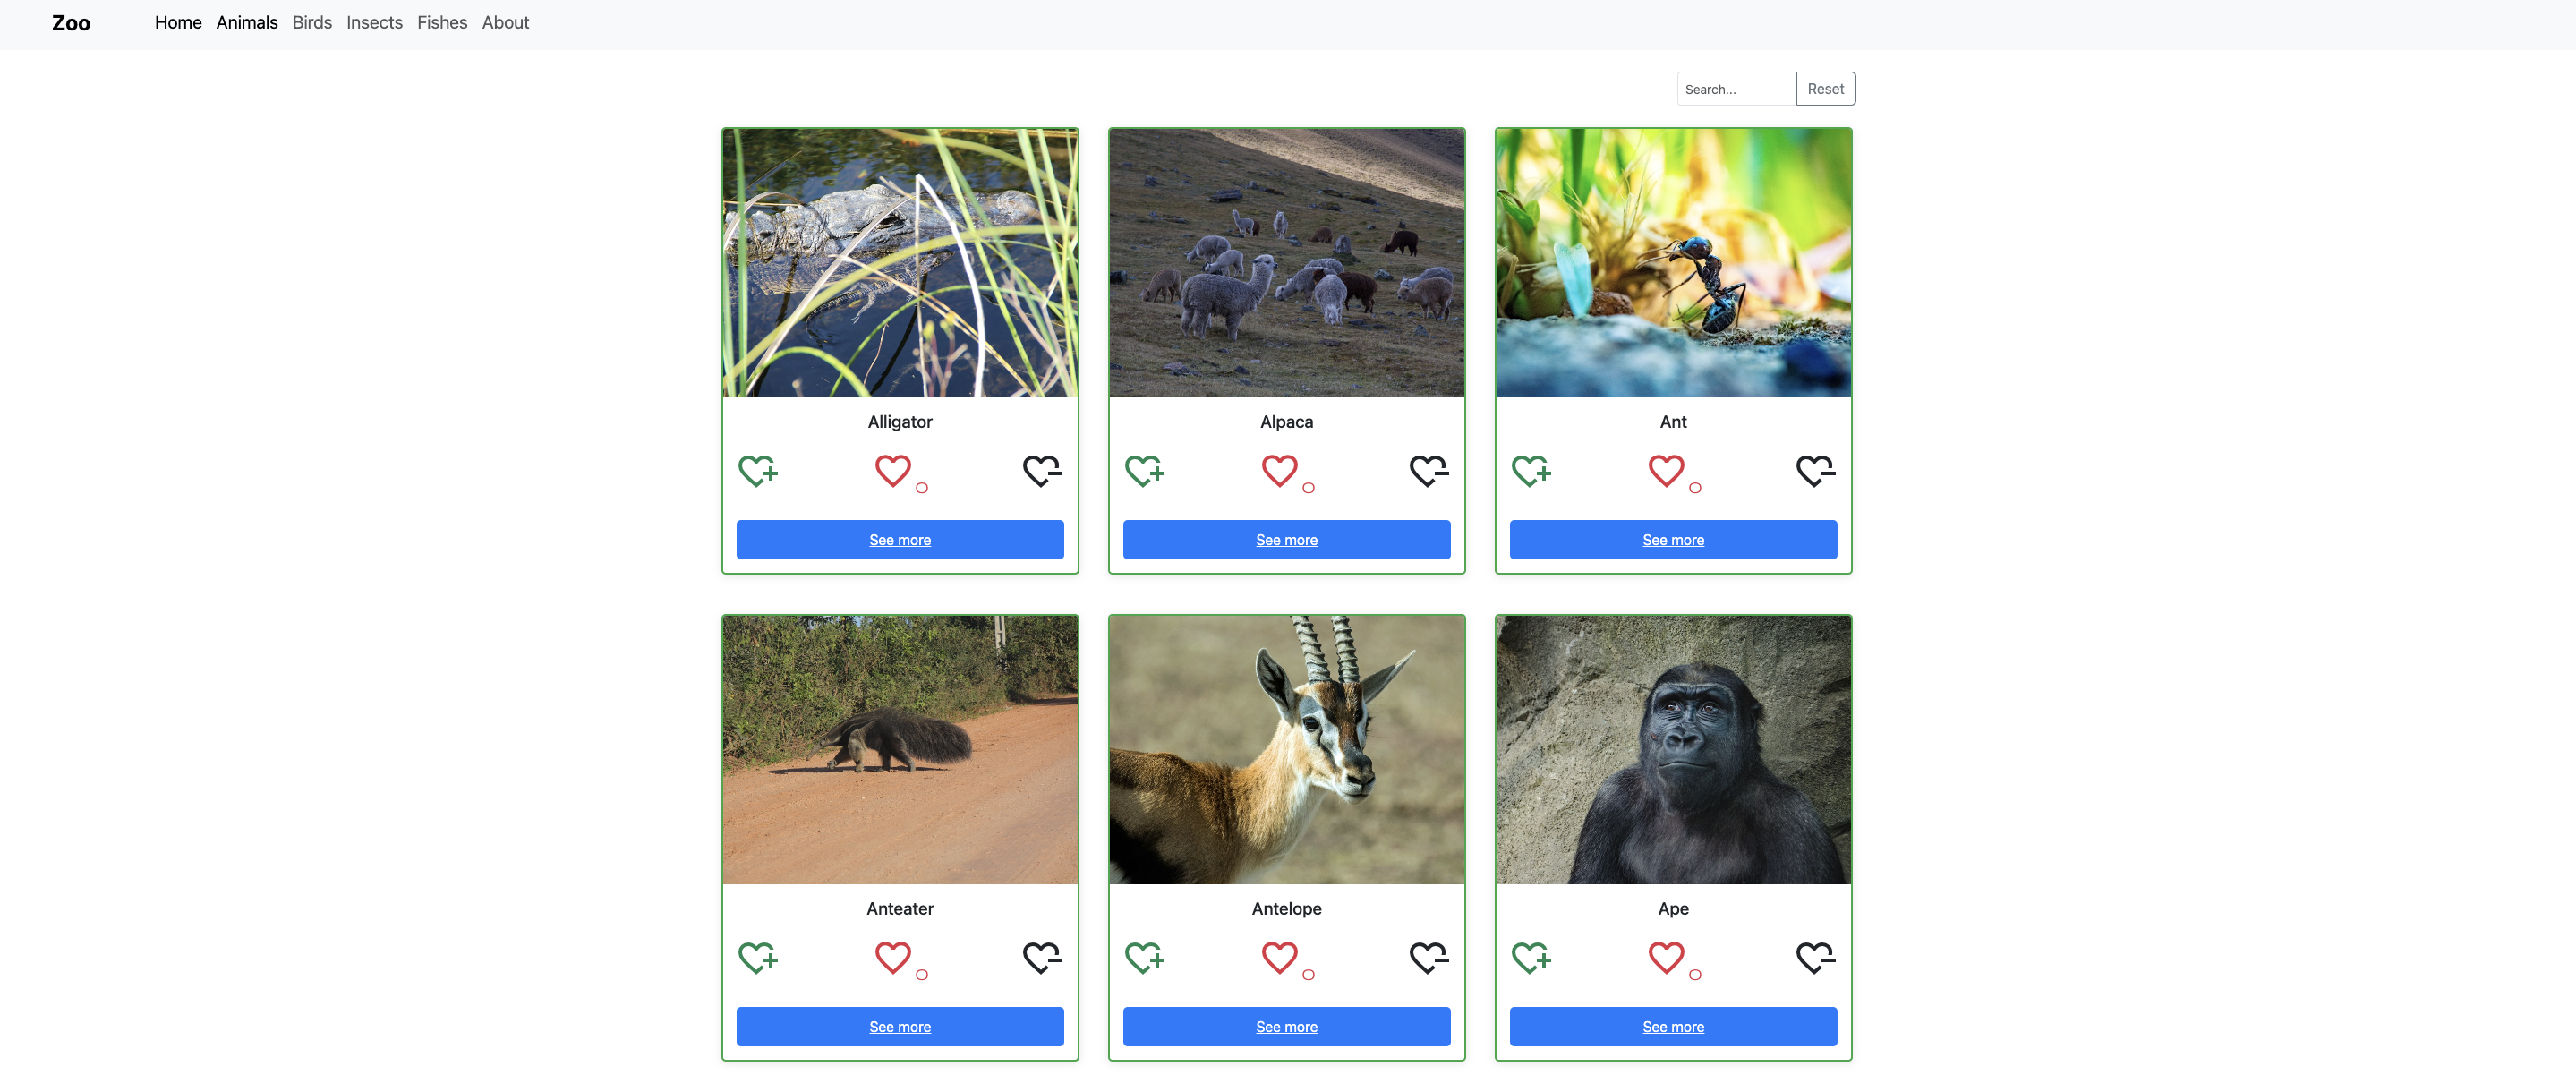 Zoo Home Animals Birds Insects Fishes About
Search... Reset
Alligator Alpaca Ant
0 0 0
See more See more See more
Anteater Antelope Ape
0 0 0
See more See more See more